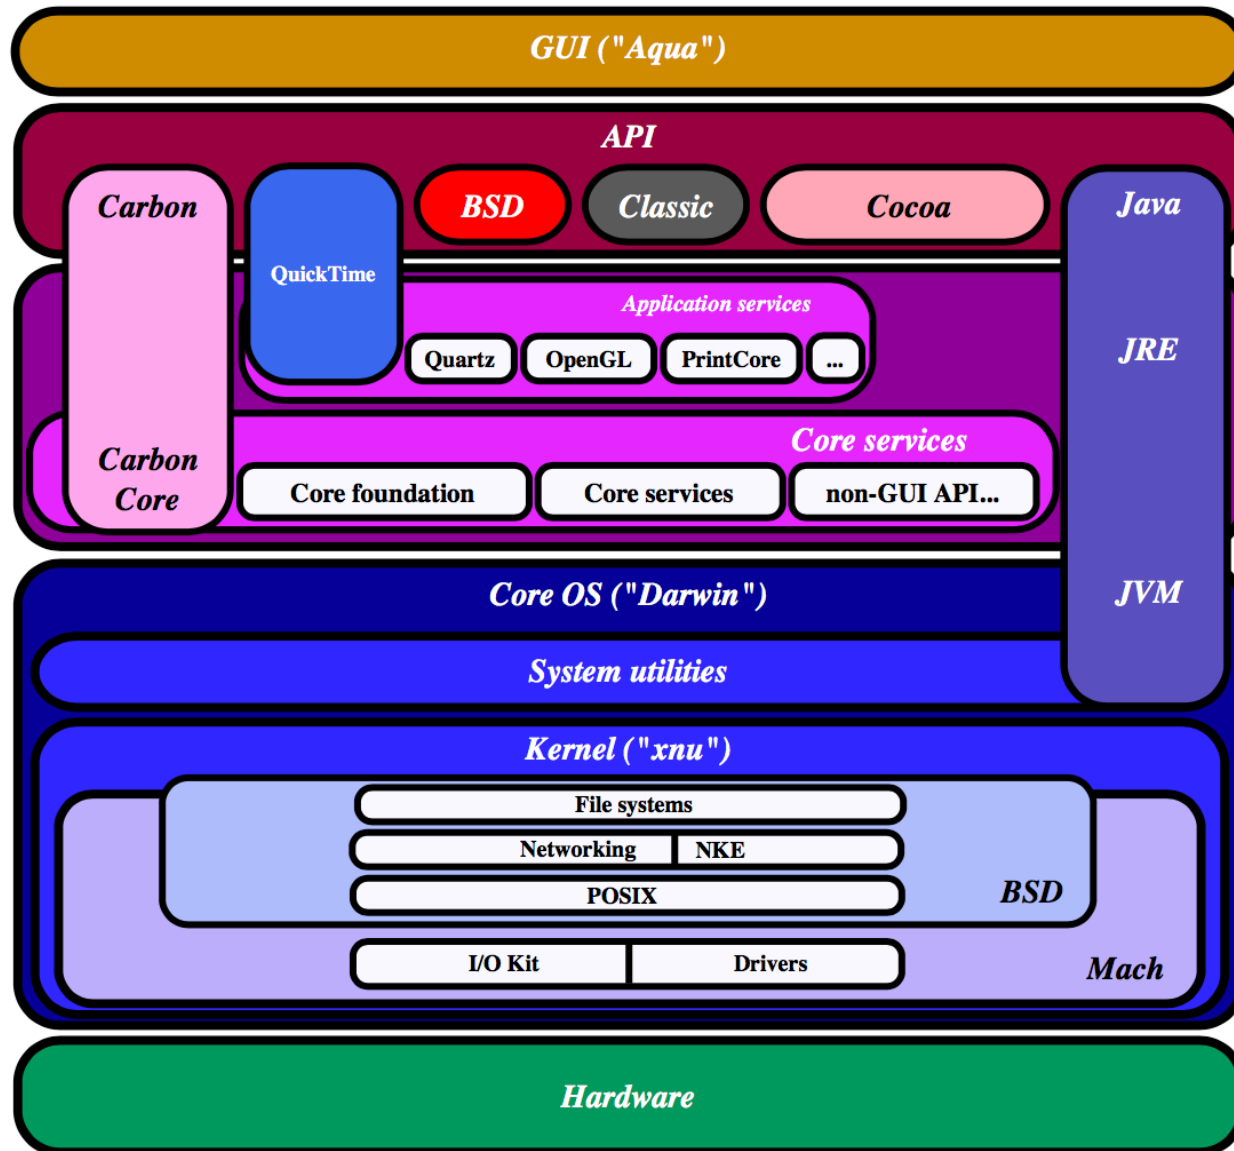 GUI ("Aqua")
API
Carbon
QuickTime
BSD
Classic
Cocoa
Java
Application services
Quartz
OpenGL
PrintCore
...
JRE
Carbon
Core
Core services
Core foundation
Core services
non-GUI API...
Core OS ("Darwin")
JVM
System utilities
Kernel ("xnu")
File systems
Networking
NKE
POSIX
BSD
I/O Kit
Drivers
Mach
Hardware